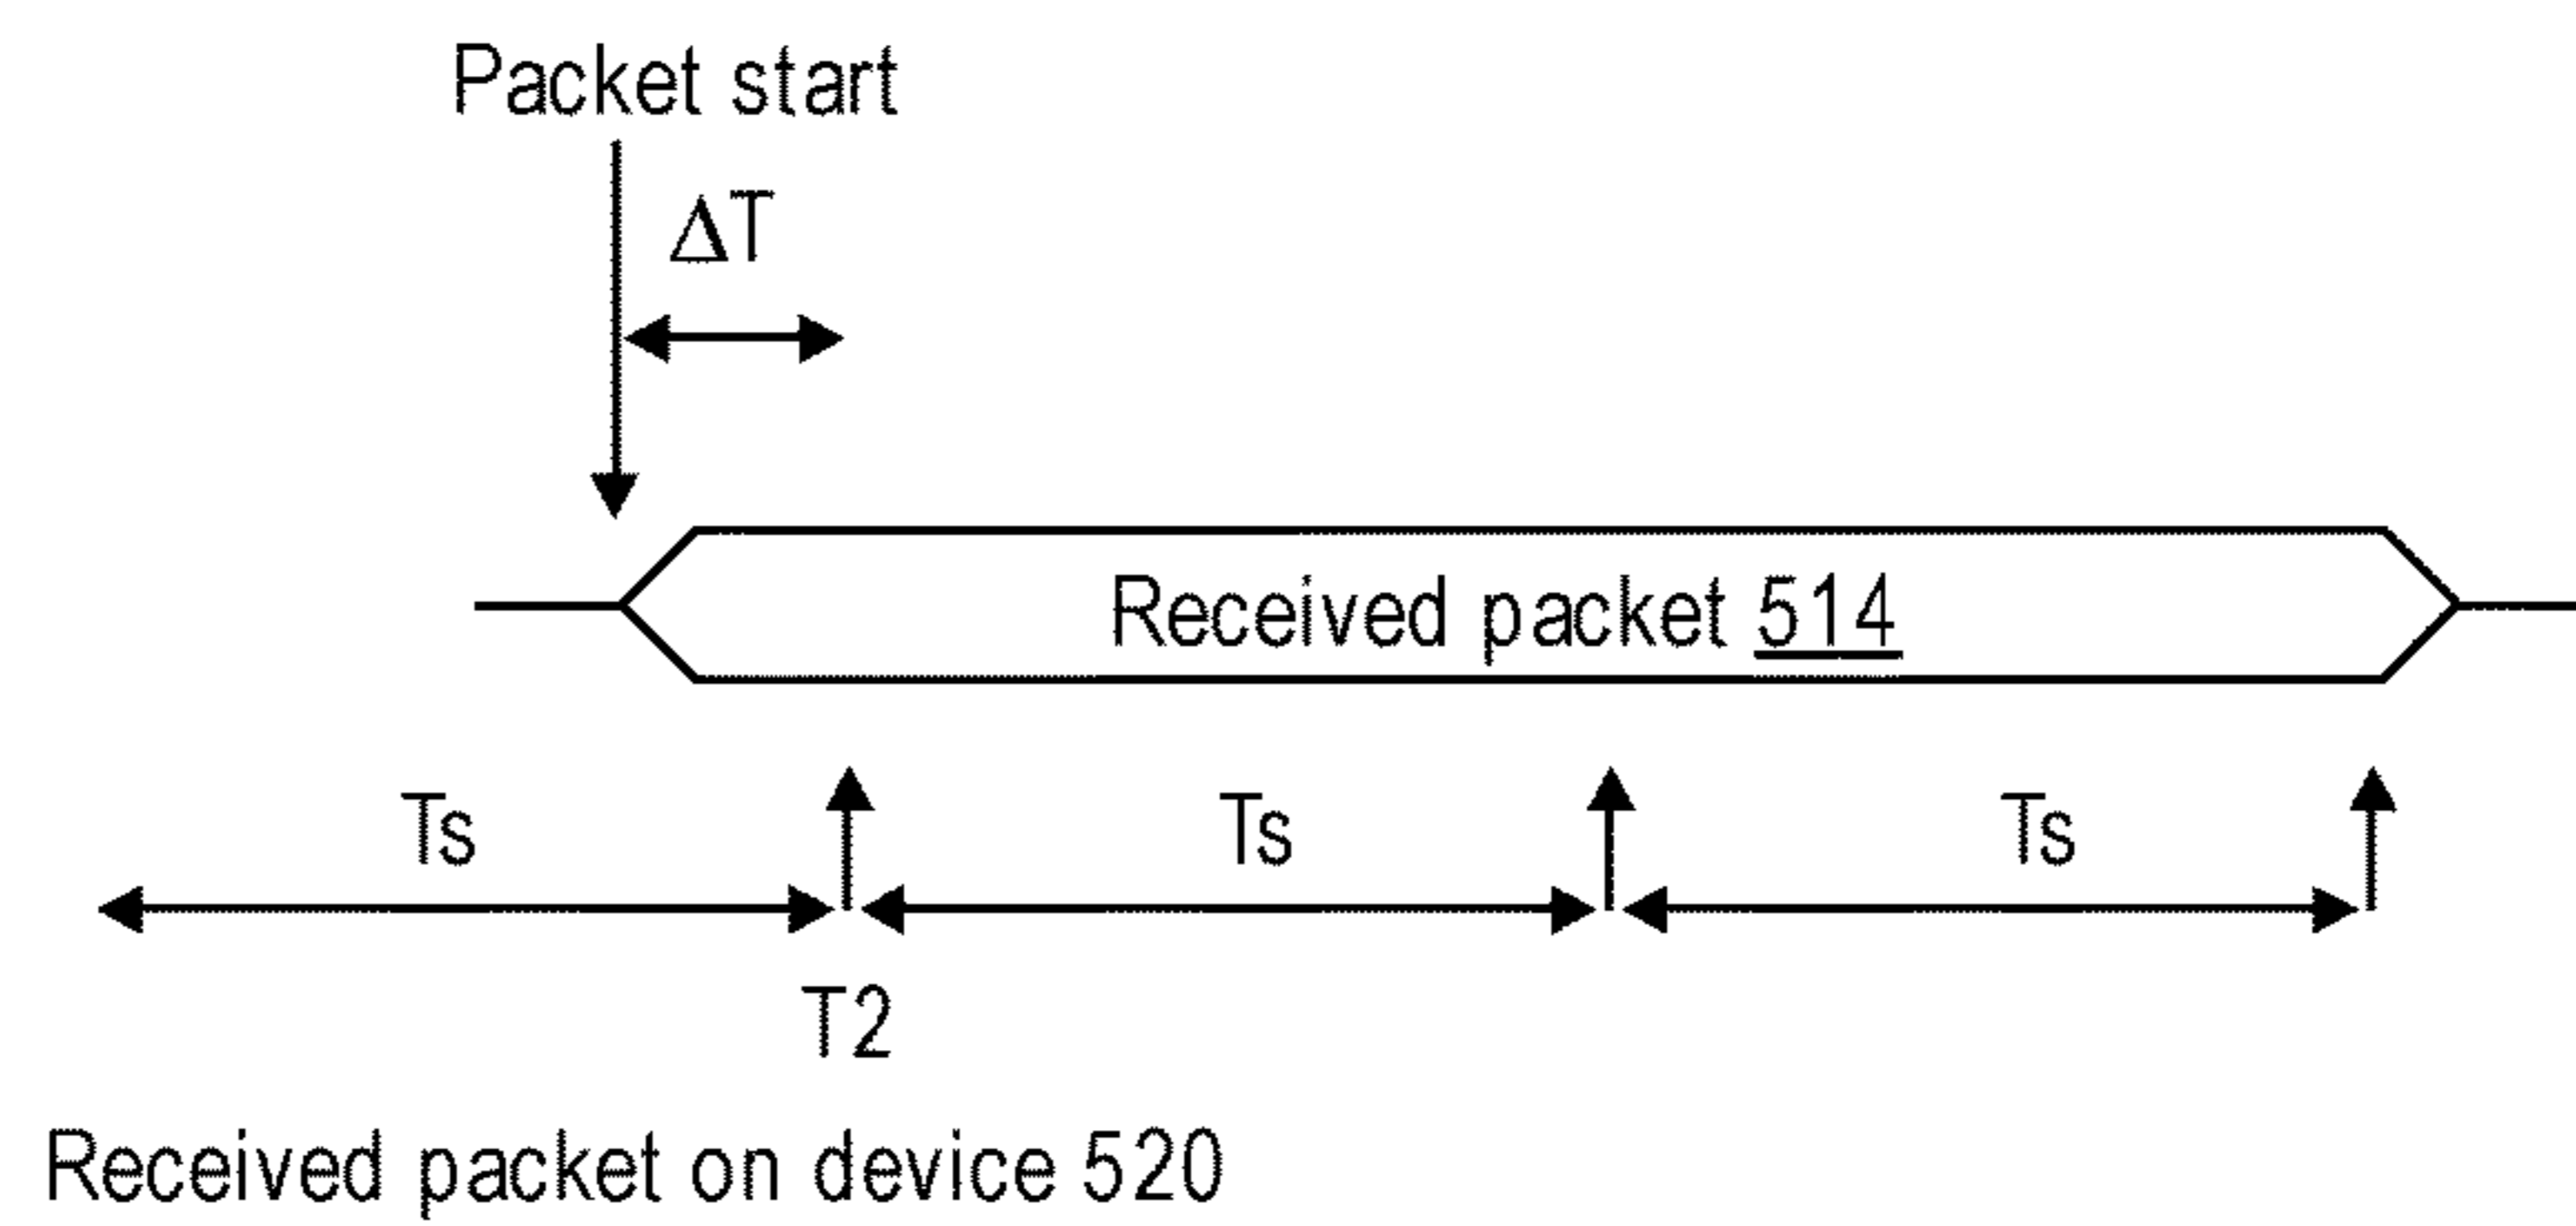 Packet start
ΔT
Received packet 514
Ts Ts Ts
T2
Received packet on device 520